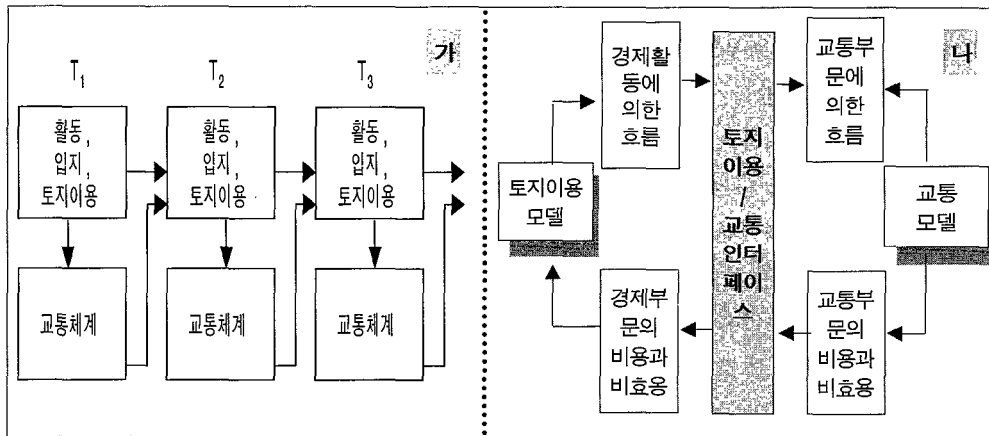 가
T1
T2
T3
활동,
입지,
토지이용
활동,
입지,
토지이용
활동,
입지,
토지이용
교통체계
교통체계
교통체계
나
경제활
동에
의한
흐름
토지
이용
/
교통
인터
페이
스
교통부
문에
의한
흐름
토지이용
모델
교통
모델
경제부
문의
비용과
비효용
교통부
문의
비용과
비효용